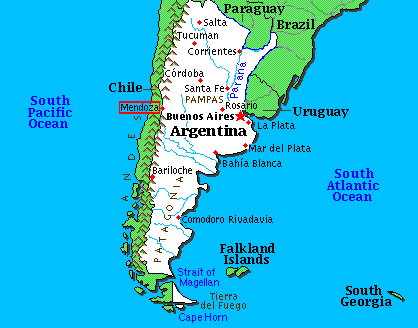 Paraguay
Brazil
Salta
Tucuman
Corrientes
Paraná
Córdoba
Santa Fe
Chile
PAMPAS
Mendoza
Rosario
Uruguay
South
Pacific
Ocean
Buenos Aires
La Plata
Argentina
Mar del Plata
Bahía Blanca
ANDES
Bariloche
South
Atlantic
Ocean
PATAGONIA
Comodoro Rivadavia
Falkland
Islands
Strait of
Magellan
Tierra
del Fuego
Cape Horn
South
Georgia